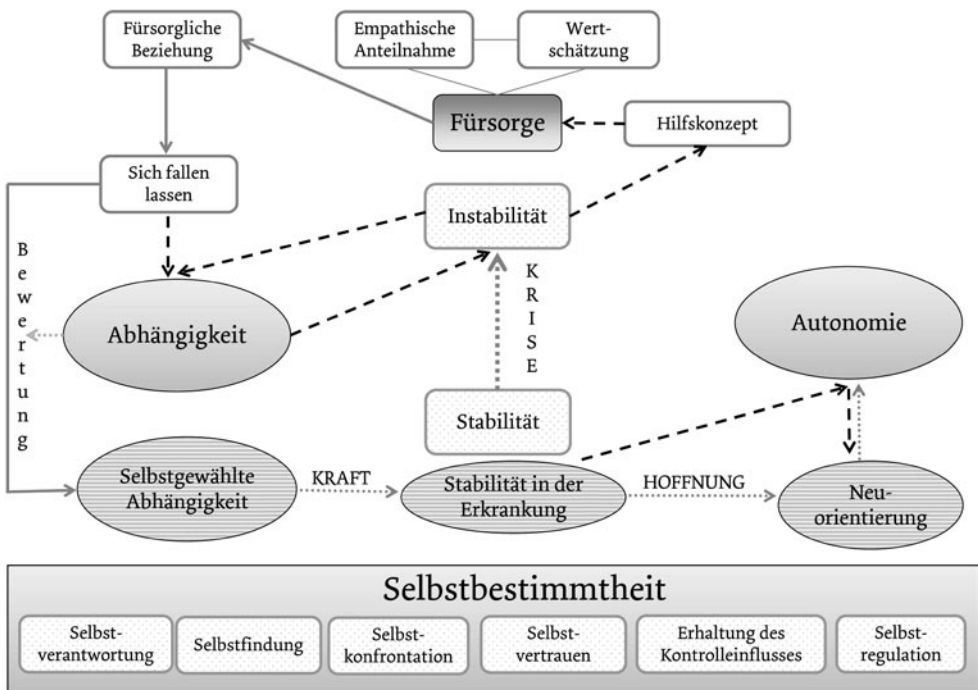 Fürsorgliche
Beziehung
Empathische
Anteilnahme
Wert-
schätzung
Fürsorge
Hilfskonzept
Sich fallen
lassen
Instabilität
Bewertung
KRISE
Abhängigkeit
Autonomie
Stabilität
Selbstgewählte
Abhängigkeit
KRAFT
Stabilität in der
Erkrankung
HOFFNUNG
Neu-
orientierung
Selbstbestimmtheit
Selbst-
verantwortung
Selbstfindung
Selbst-
konfrontation
Selbst-
vertrauen
Erhaltung des
Kontrolleinflusses
Selbst-
regulation